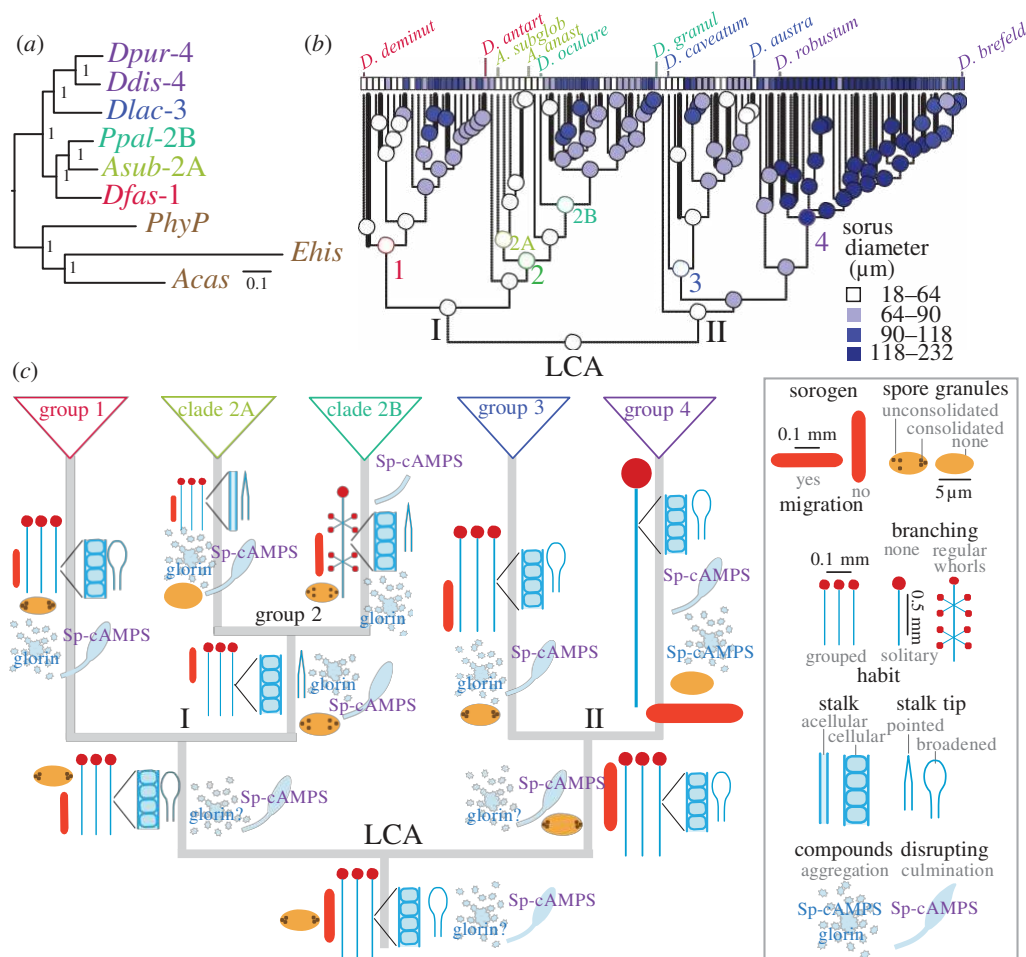 (a)
Dpur-4
Ddis-4
Dlac-3
Ppal-2B
Asub-2A
Dfas-1
PhyP
Ehis
Acas
1
1
1
1
1
1
1
0.1
(b)
D. deminut
D. antart
A. subglob
A. anast
D. oculare
D. granul
D. caveatum
D. austra
D. robustum
D. brefeld
1
2A
2B
2
3
4
I
II
LCA
sorus
diameter
(µm)
18–64
64–90
90–118
118–232
(c)
group 1
clade 2A
clade 2B
group 3
group 4
Sp-cAMPS
Sp-cAMPS
glorin
glorin
Sp-cAMPS
glorin
group 2
Sp-cAMPS
glorin
Sp-cAMPS
glorin
Sp-cAMPS
Sp-cAMPS
I
II
Sp-cAMPS
glorin?
Sp-cAMPS
glorin?
LCA
Sp-cAMPS
glorin?
sorogen
0.1 mm
yes
no
migration
spore granules
unconsolidated
consolidated
none
5 µm
branching
none
regular
whorls
0.1 mm
0.5 mm
grouped
solitary
habit
stalk
acellular
cellular
stalk tip
pointed
broadened
compounds disrupting
aggregation culmination
Sp-cAMPS
glorin
Sp-cAMPS